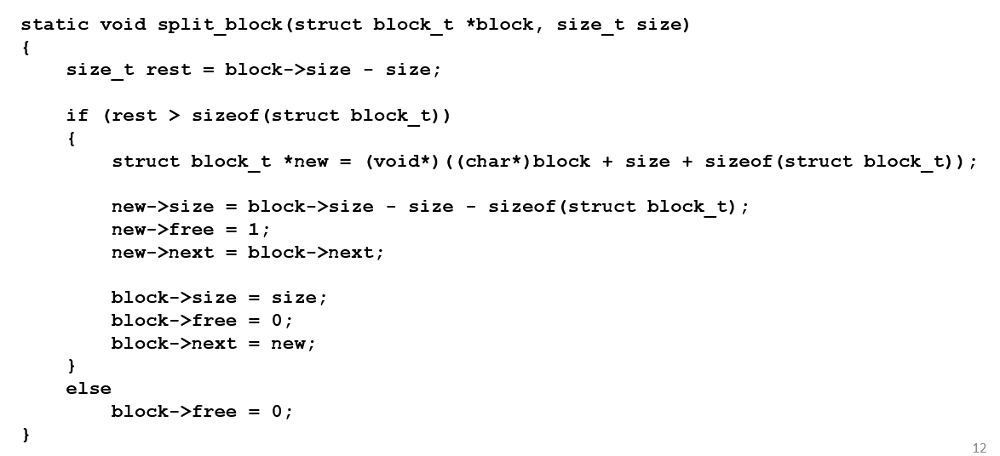 static void split_block(struct block_t *block, size_t size)
{
    size_t rest = block->size - size;

    if (rest > sizeof(struct block_t))
    {
        struct block_t *new = (void*)((char*)block + size + sizeof(struct block_t));

        new->size = block->size - size - sizeof(struct block_t);
        new->free = 1;
        new->next = block->next;

        block->size = size;
        block->free = 0;
        block->next = new;
    }
    else
        block->free = 0;
}
12